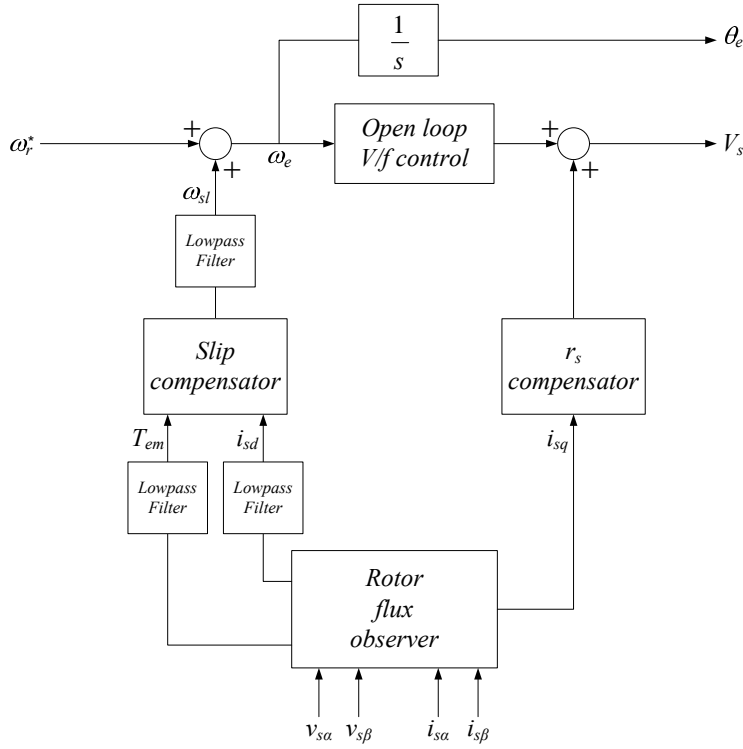 1
s
θe
ωr*
+
+
ωe
Open loop
V/f control
+
+
Vs
ωsl
Lowpass
Filter
Slip
compensator
rs
compensator
Tem
isd
isq
Lowpass
Filter
Lowpass
Filter
Rotor
flux
observer
vsα
vsβ
isα
isβ